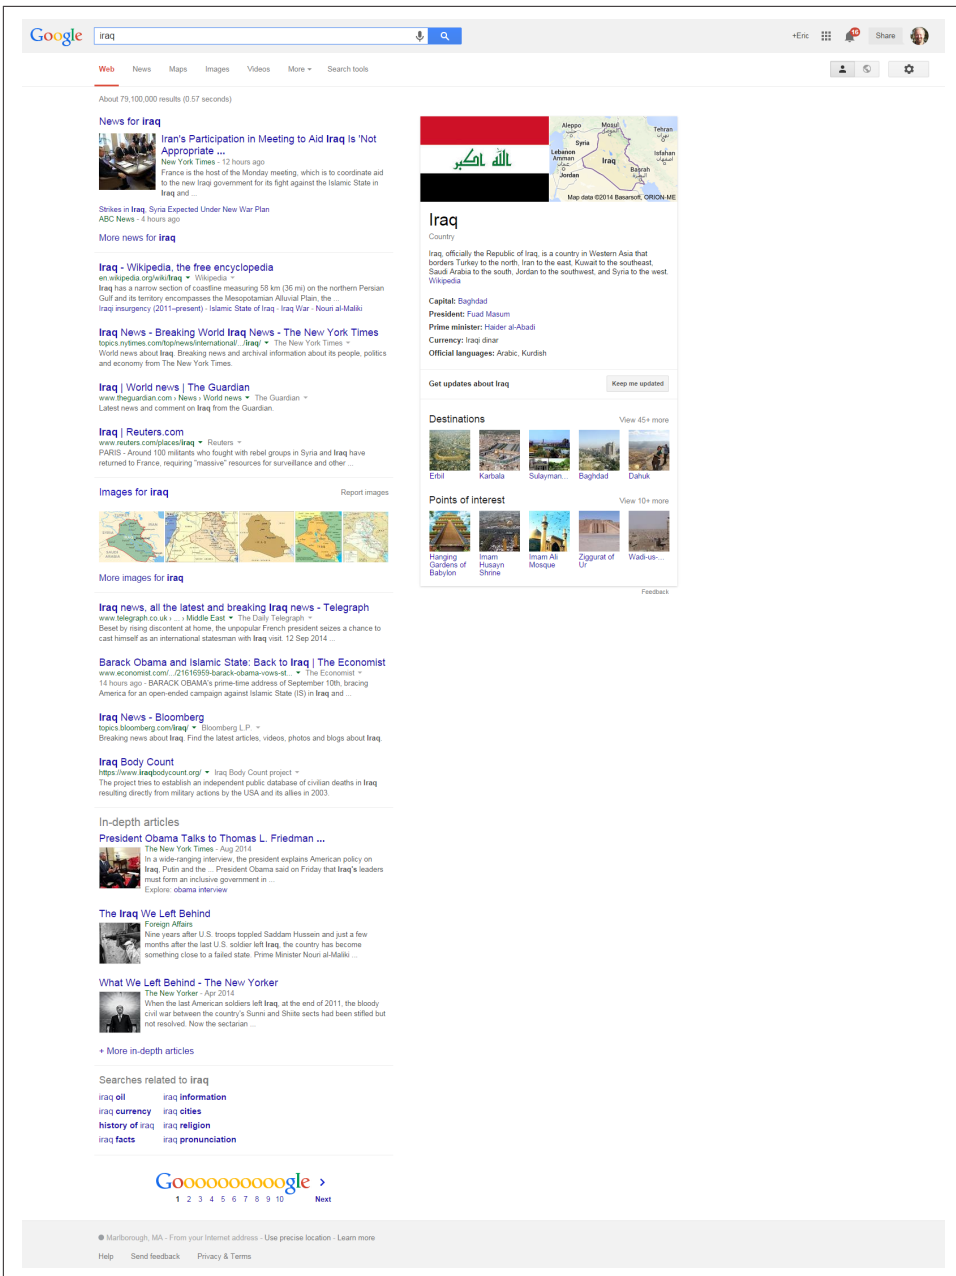 Google
iraq
+Eric
16
Share
Web News Maps Images Videos More Search tools
About 79,100,000 results (0.57 seconds)
News for iraq
Iran's Participation in Meeting to Aid Iraq Is 'Not
Appropriate ...
New York Times - 12 hours ago
France is the host of the Monday meeting, which is to coordinate aid
to the new Iraqi government for its fight against the Islamic State in
Iraq and ...
Strikes in Iraq, Syria Expected Under New War Plan
ABC News - 4 hours ago
More news for iraq
Iraq - Wikipedia, the free encyclopedia
en.wikipedia.org/wiki/Iraq Wikipedia
Iraq has a narrow section of coastline measuring 58 km (36 mi) on the northern Persian
Gulf and its territory encompasses the Mesopotamian Alluvial Plain, the ...
Iraqi insurgency (2011–present) - Islamic State of Iraq - Iraq War - Nouri al-Maliki
Iraq News - Breaking World Iraq News - The New York Times
topics.nytimes.com/top/news/international/.../iraq/ The New York Times
World news about Iraq. Breaking news and archival information about its people, politics
and economy from The New York Times.
Iraq | World news | The Guardian
www.theguardian.com › News › World news The Guardian
Latest news and comment on Iraq from the Guardian.
Iraq | Reuters.com
www.reuters.com/places/iraq Reuters
PARIS - Around 100 militants who fought with rebel groups in Syria and Iraq have
returned to France, requiring "massive" resources for surveillance and other ...
Images for iraq
Report images
More images for iraq
Iraq news, all the latest and breaking Iraq news - Telegraph
www.telegraph.co.uk › ... › Middle East The Daily Telegraph
Beset by rising discontent at home, the unpopular French president seizes a chance to
cast himself as an international statesman with Iraq visit. 12 Sep 2014 ...
Barack Obama and Islamic State: Back to Iraq | The Economist
www.economist.com/.../21616959-barack-obama-vows-st... The Economist
14 hours ago - BARACK OBAMA's prime-time address of September 10th, bracing
America for an open-ended campaign against Islamic State (IS) in Iraq and ...
Iraq News - Bloomberg
topics.bloomberg.com/iraq/ Bloomberg L.P.
Breaking news about Iraq. Find the latest articles, videos, photos and blogs about Iraq.
Iraq Body Count
https://www.iraqbodycount.org/ Iraq Body Count project
The project tries to establish an independent public database of civilian deaths in Iraq
resulting directly from military actions by the USA and its allies in 2003.
In-depth articles
President Obama Talks to Thomas L. Friedman ...
The New York Times - Aug 2014
In a wide-ranging interview, the president explains American policy on
Iraq, Putin and the ... President Obama said on Friday that Iraq's leaders
must form an inclusive government in ...
Explore: obama interview
The Iraq We Left Behind
Foreign Affairs
Nine years after U.S. troops toppled Saddam Hussein and just a few
months after the last U.S. soldier left Iraq, the country has become
something close to a failed state. Prime Minister Nouri al-Maliki ...
What We Left Behind - The New Yorker
The New Yorker - Apr 2014
When the last American soldiers left Iraq, at the end of 2011, the bloody
civil war between the country's Sunni and Shiite sects had been stifled but
not resolved. Now the sectarian ...
+ More in-depth articles
Searches related to iraq
iraq oil iraq information
iraq currency iraq cities
history of iraq iraq religion
iraq facts iraq pronunciation
Goooooooooogle
1 2 3 4 5 6 7 8 9 10 Next
الله اكبر
Aleppo Mosul Tehran
Syria
Lebanon Isfahan
Amman
Iraq
Basrah
Jordan
Map data ©2014 Basarsoft, ORION-ME
Iraq
Country
Iraq, officially the Republic of Iraq, is a country in Western Asia that
borders Turkey to the north, Iran to the east, Kuwait to the southeast,
Saudi Arabia to the south, Jordan to the southwest, and Syria to the west.
Wikipedia
Capital: Baghdad
President: Fuad Masum
Prime minister: Haider al-Abadi
Currency: Iraqi dinar
Official languages: Arabic, Kurdish
Get updates about Iraq
Keep me updated
Destinations
View 45+ more
Erbil Karbala Sulayman... Baghdad Dahuk
Points of interest
View 10+ more
Hanging Imam Imam Ali Ziggurat of Wadi-us-...
Gardens of Husayn Mosque Ur
Babylon Shrine
Feedback
Marlborough, MA - From your Internet address - Use precise location - Learn more
Help Send feedback Privacy & Terms